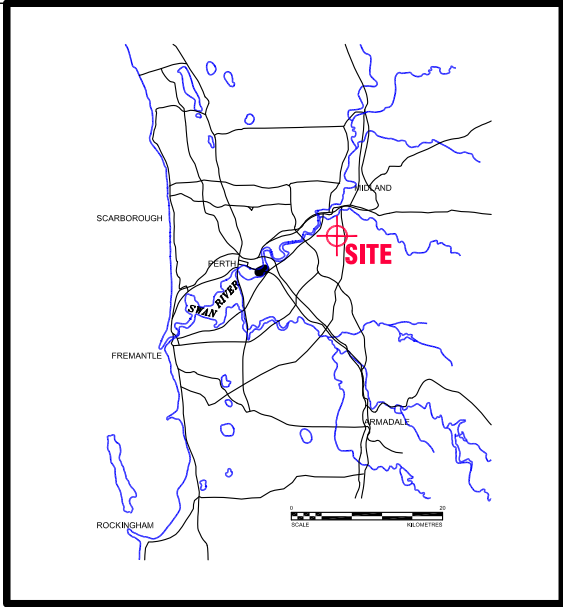 MIDLAND
SCARBOROUGH
SITE
PERTH
SWAN RIVER
FREMANTLE
ARMADALE
0 20
SCALE KILOMETRES
ROCKINGHAM